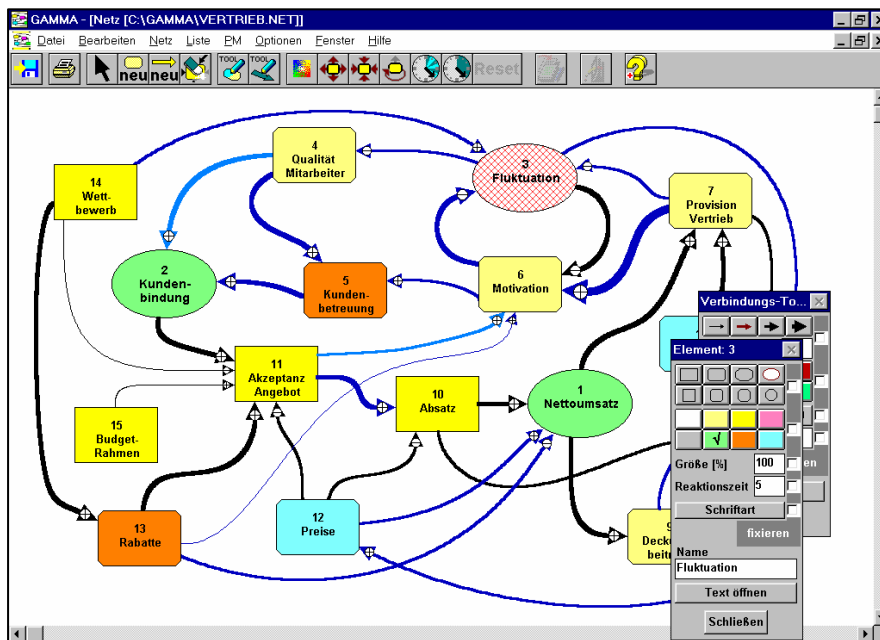 GAMMA - [Netz [C:\GAMMA\VERTRIEB.NET]]
Datei Bearbeiten Netz Liste PM Optionen Fenster Hilfe
neu neu TOOL TOOL Reset
4
Qualität
Mitarbeiter
3
Fluktuation
14
Wett-
bewerb
7
Provision
Vertrieb
2
Kunden-
bindung
5
Kunden-
betreuung
6
Motivation
11
Akzeptanz
Angebot
10
Absatz
1
Nettoumsatz
15
Budget-
Rahmen
12
Preise
13
Rabatte
9
Decku
beitr
Verbindungs-To...
Element: 3
Größe [%] 100
Reaktionszeit 5
Schriftart
fixieren
Name
Fluktuation
Text öffnen
Schließen